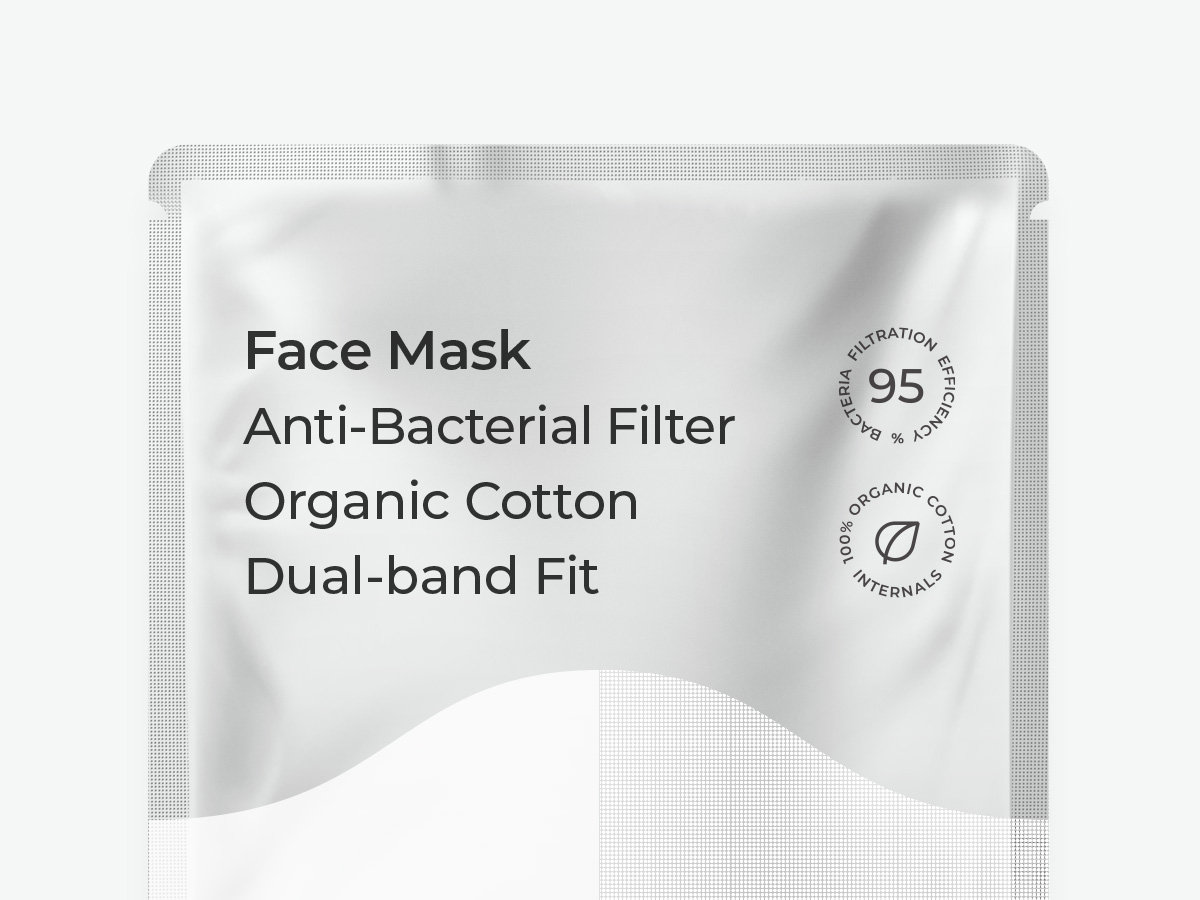 Face Mask
Anti-Bacterial Filter
Organic Cotton
Dual-band Fit
BACTERIA FILTRATION EFFICIENCY %
95
100% ORGANIC COTTON
INTERNALS